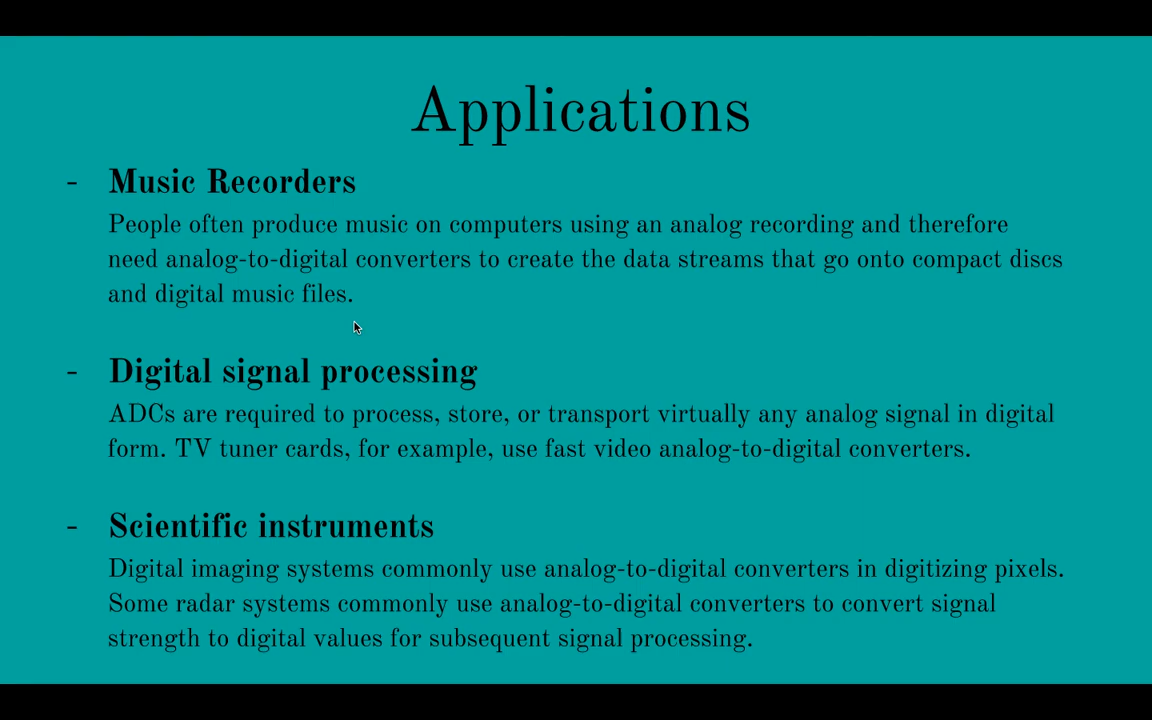 Applications
- Music Recorders
People often produce music on computers using an analog recording and therefore
need analog-to-digital converters to create the data streams that go onto compact discs
and digital music files.
- Digital signal processing
ADCs are required to process, store, or transport virtually any analog signal in digital
form. TV tuner cards, for example, use fast video analog-to-digital converters.
- Scientific instruments
Digital imaging systems commonly use analog-to-digital converters in digitizing pixels.
Some radar systems commonly use analog-to-digital converters to convert signal
strength to digital values for subsequent signal processing.